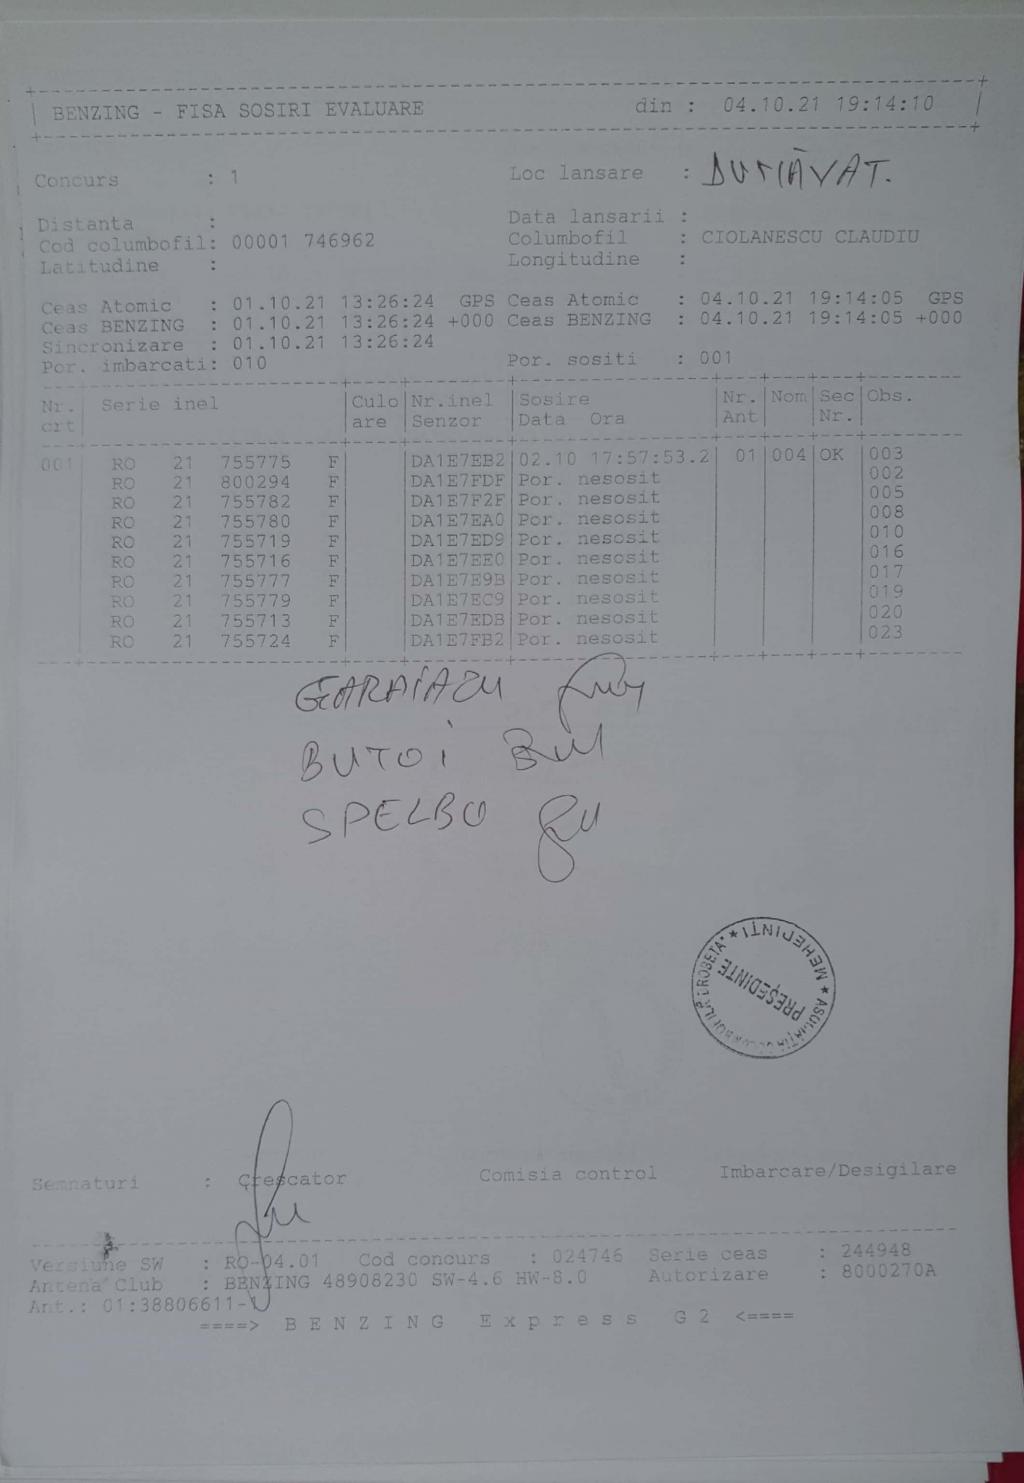 BENZING - FISA SOSIRI EVALUARE din : 04.10.21 19:14:10
Concurs : 1 Loc lansare :
Distanta : Data lansarii :
Cod columbofil: 00001 746962 Columbofil : CIOLANESCU CLAUDIU
Latitudine : Longitudine :
Ceas Atomic : 01.10.21 13:26:24 GPS Ceas Atomic : 04.10.21 19:14:05 GPS
Ceas BENZING : 01.10.21 13:26:24 +000 Ceas BENZING : 04.10.21 19:14:05 +000
Sincronizare : 01.10.21 13:26:24
Por. imbarcati: 010 Por. sositi : 001
Nr. Serie inel Culo Nr.inel Sosire Nr. Nom Sec Obs.
crt are Senzor Data Ora Ant Nr.
001 RO 21 755775 F DA1E7EB2 02.10 17:57:53.2 01 004 OK 003
RO 21 800294 F DA1E7FDF Por. nesosit 002
RO 21 755782 F DA1E7F2F Por. nesosit 005
RO 21 755780 F DA1E7EA0 Por. nesosit 008
RO 21 755719 F DA1E7ED9 Por. nesosit 010
RO 21 755716 F DA1E7EE0 Por. nesosit 016
RO 21 755777 F DA1E7E9B Por. nesosit 017
RO 21 755779 F DA1E7EC9 Por. nesosit 019
RO 21 755713 F DA1E7EDB Por. nesosit 020
RO 21 755724 F DA1E7FB2 Por. nesosit 023
BUTOI
SPELBO
ASOCIAȚIA COLUMBOFILĂ "DROBETA" * MEHEDINȚI *
PREȘEDINTE
Semnaturi : Crescator Comisia control Imbarcare/Desigilare
Versiune SW : RO-04.01 Cod concurs : 024746 Serie ceas : 244948
Antena Club : BENZING 48908230 SW-4.6 HW-8.0 Autorizare : 8000270A
Ant.: 01:38806611-1
====> BENZING Express G2 <====